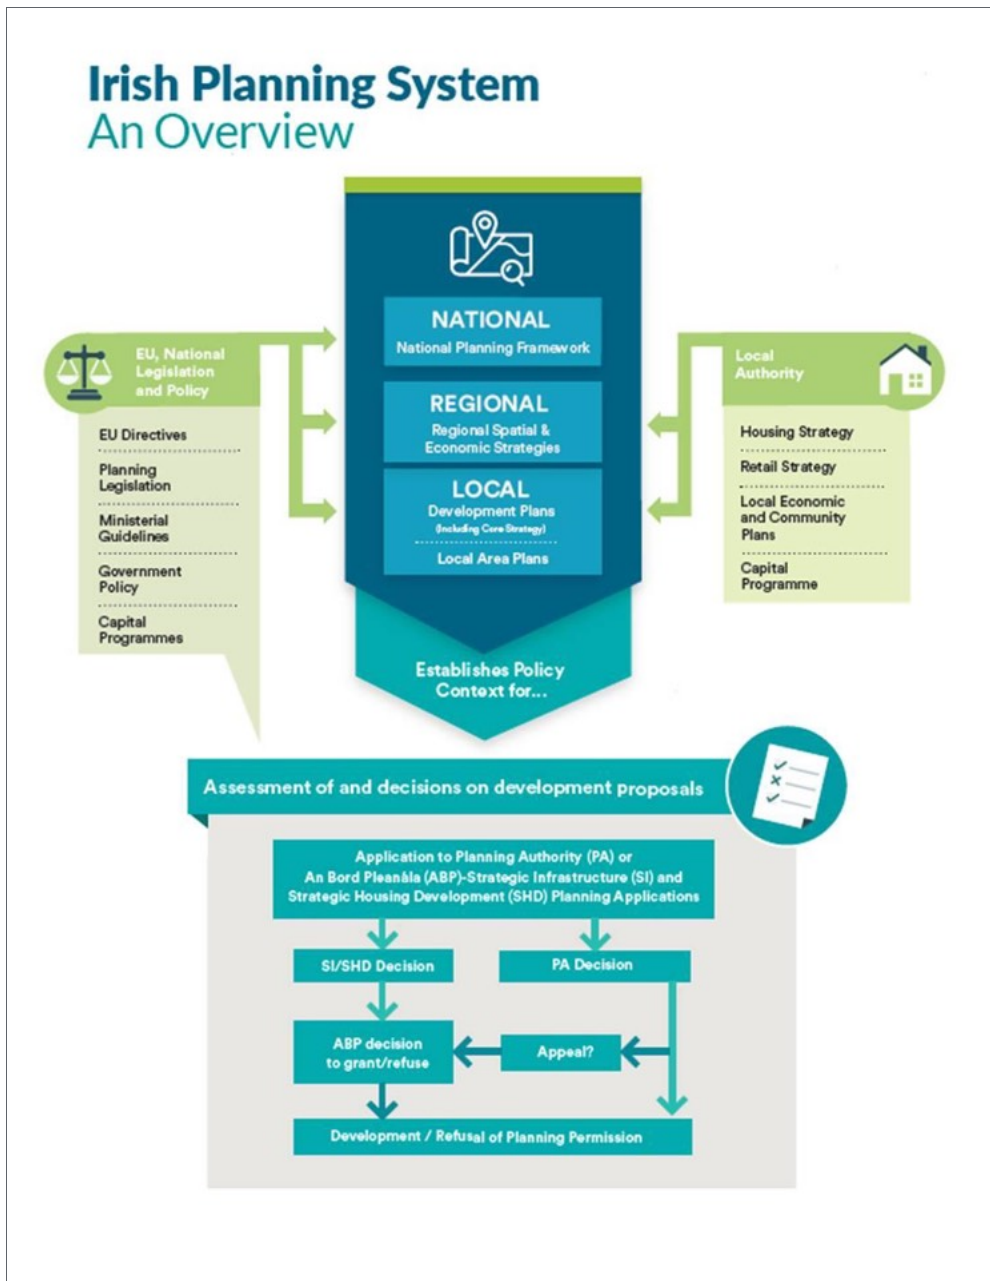 Irish Planning System
An Overview
NATIONAL
National Planning Framework
REGIONAL
Regional Spatial &
Economic Strategies
LOCAL
Development Plans
(Including Core Strategy)
Local Area Plans
EU, National
Legislation
and Policy
EU Directives
Planning
Legislation
Ministerial
Guidelines
Government
Policy
Capital
Programmes
Local
Authority
Housing Strategy
Retail Strategy
Local Economic
and Community
Plans
Capital
Programme
Establishes Policy
Context for...
Assessment of and decisions on development proposals
Application to Planning Authority (PA) or
An Bord Pleanála (ABP)-Strategic Infrastructure (SI) and
Strategic Housing Development (SHD) Planning Applications
SI/SHD Decision
PA Decision
ABP decision
to grant/refuse
Appeal?
Development / Refusal of Planning Permission